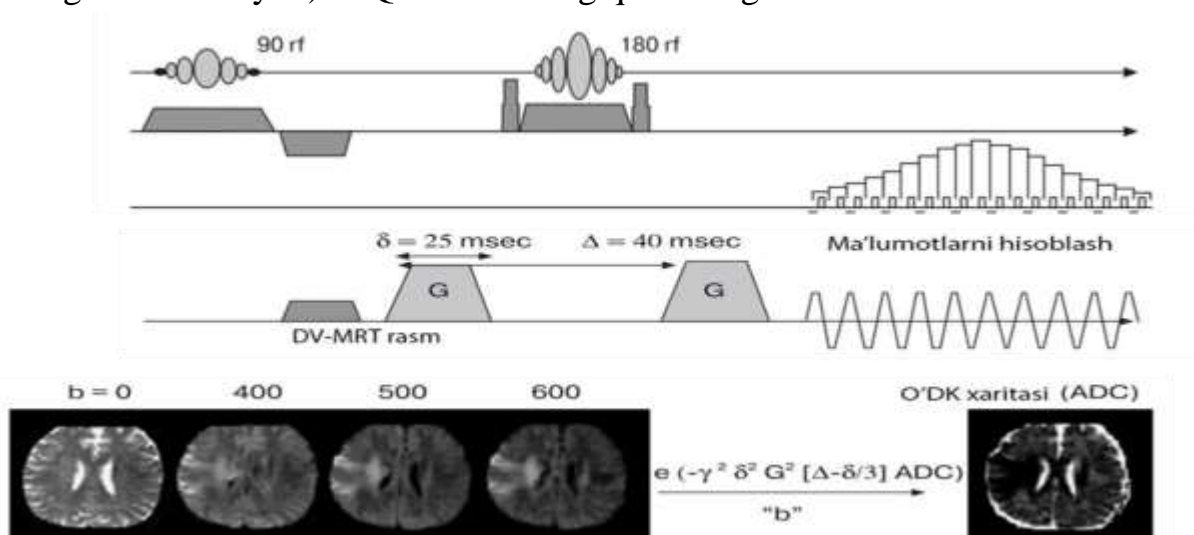 90 rf
180 rf
δ = 25 msec
Δ = 40 msec
Ma'lumotlarni hisoblash
G
G
DV-MRT rasm
b = 0
400
500
600
O'DK xaritasi (ADC)
e (-γ² δ² G² [Δ-δ/3] ADC)
"b"